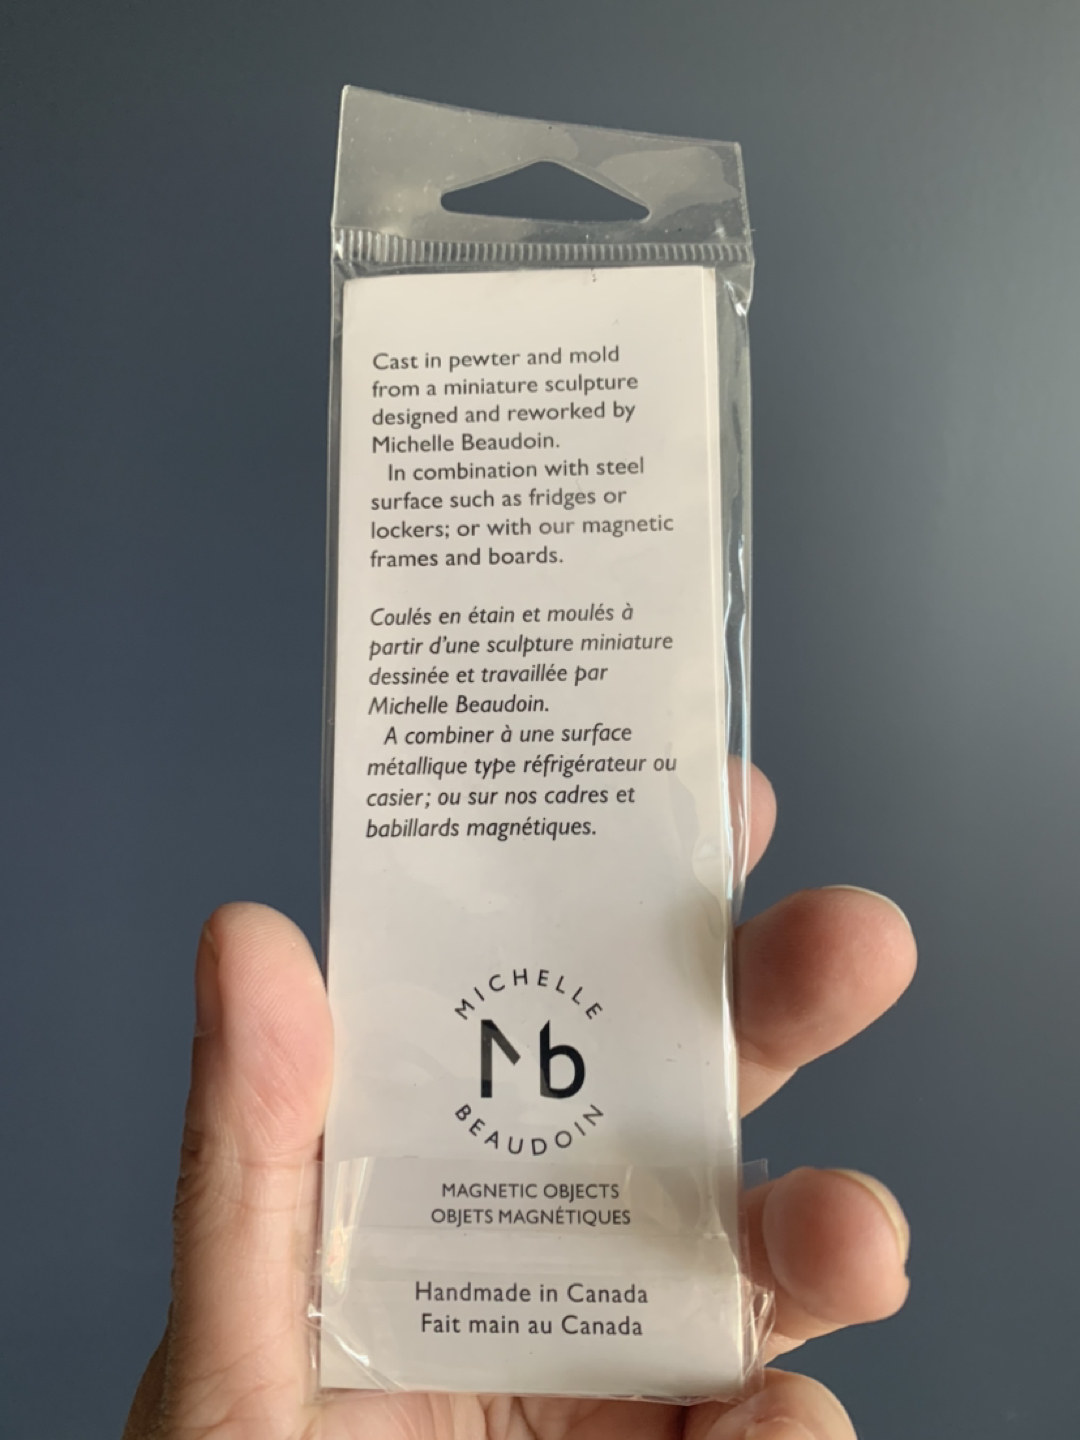 Cast in pewter and mold
from a miniature sculpture
designed and reworked by
Michelle Beaudoin.
In combination with steel
surface such as fridges or
lockers; or with our magnetic
frames and boards.
Coulés en étain et moulés à
partir d'une sculpture miniature
dessinée et travaillée par
Michelle Beaudoin.
A combiner à une surface
métallique type réfrigérateur ou
casier; ou sur nos cadres et
babillards magnétiques.
MICHELLE
Mb
BEAUDOIN
MAGNETIC OBJECTS
OBJETS MAGNÉTIQUES
Handmade in Canada
Fait main au Canada